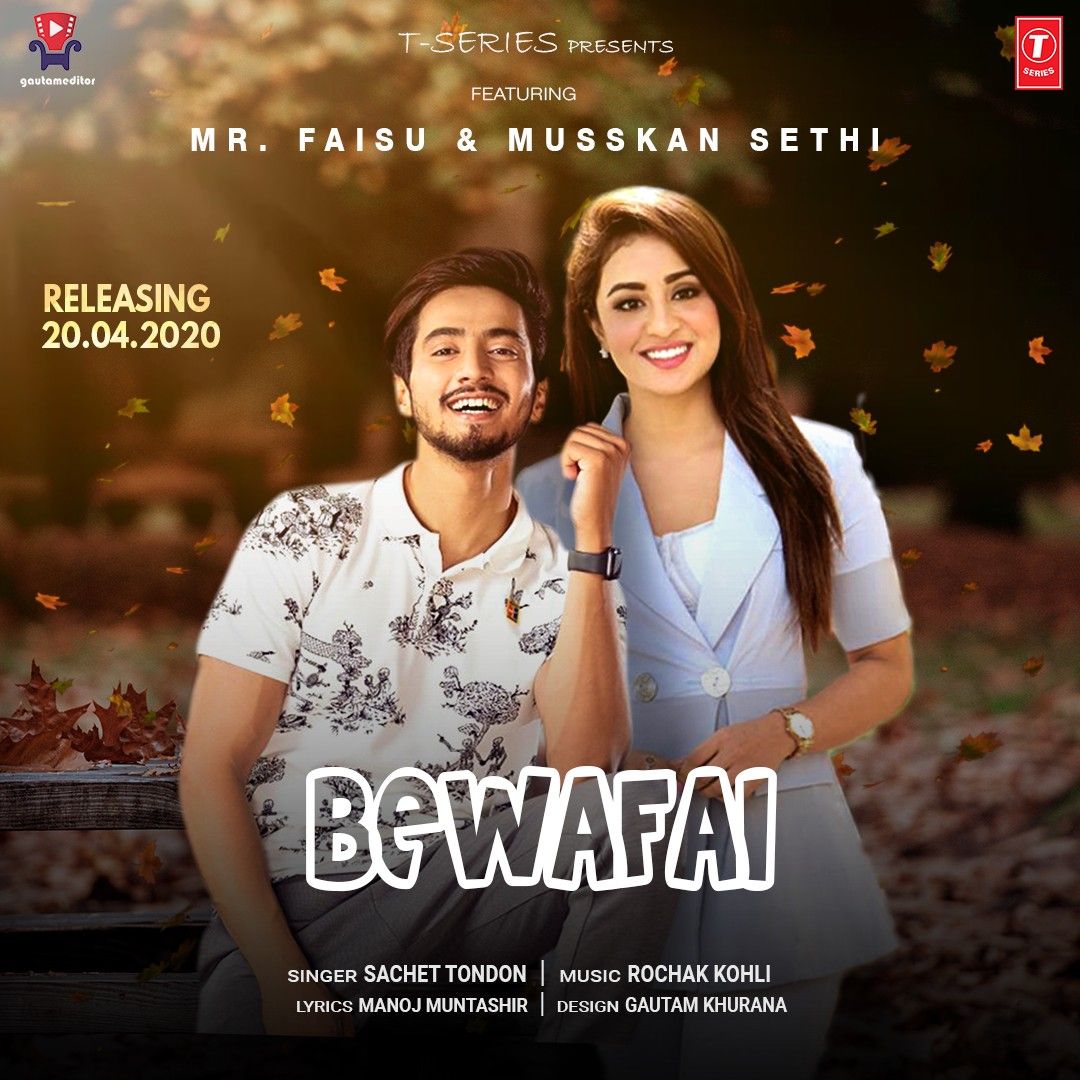 gautameditor
T-SERIES PRESENTS
T
SERIES
FEATURING
MR. FAISU & MUSSKAN SETHI
RELEASING
20.04.2020
BeWAFAI
SINGER SACHET TONDON | MUSIC ROCHAK KOHLI
LYRICS MANOJ MUNTASHIR | DESIGN GAUTAM KHURANA